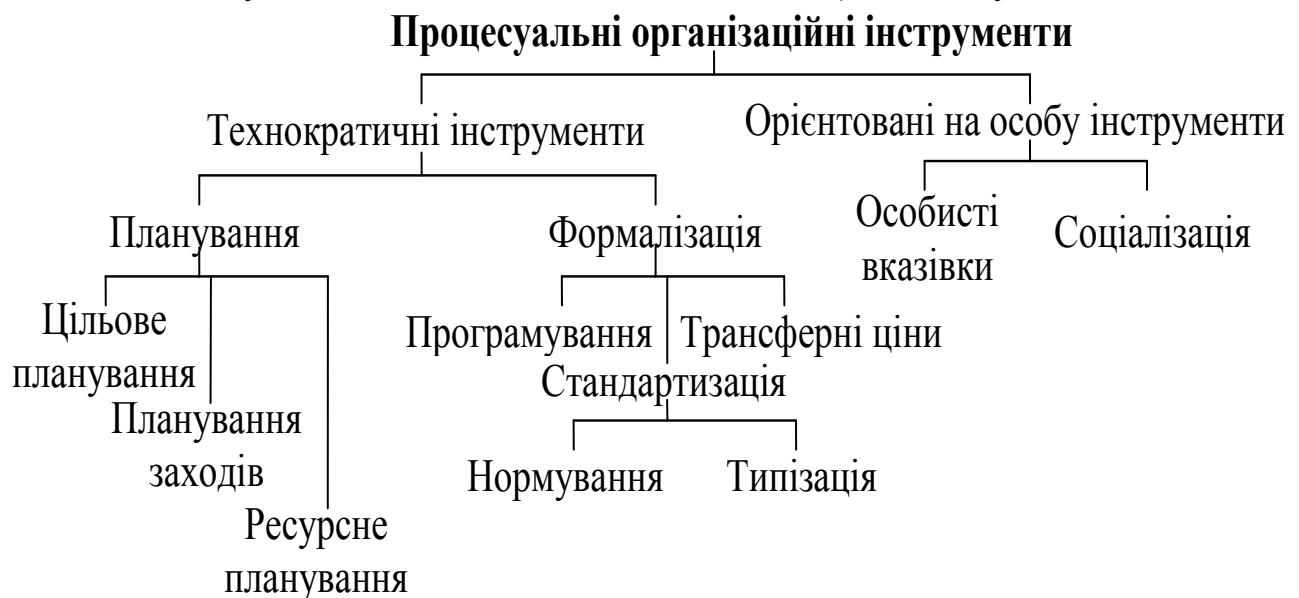 Процесуальні організаційні інструменти
Технократичні інструменти
Орієнтовані на особу інструменти
Планування
Формалізація
Особисті
вказівки
Соціалізація
Цільове
планування
Програмування
Трансферні ціни
Стандартизація
Планування
заходів
Нормування
Типізація
Ресурсне
планування